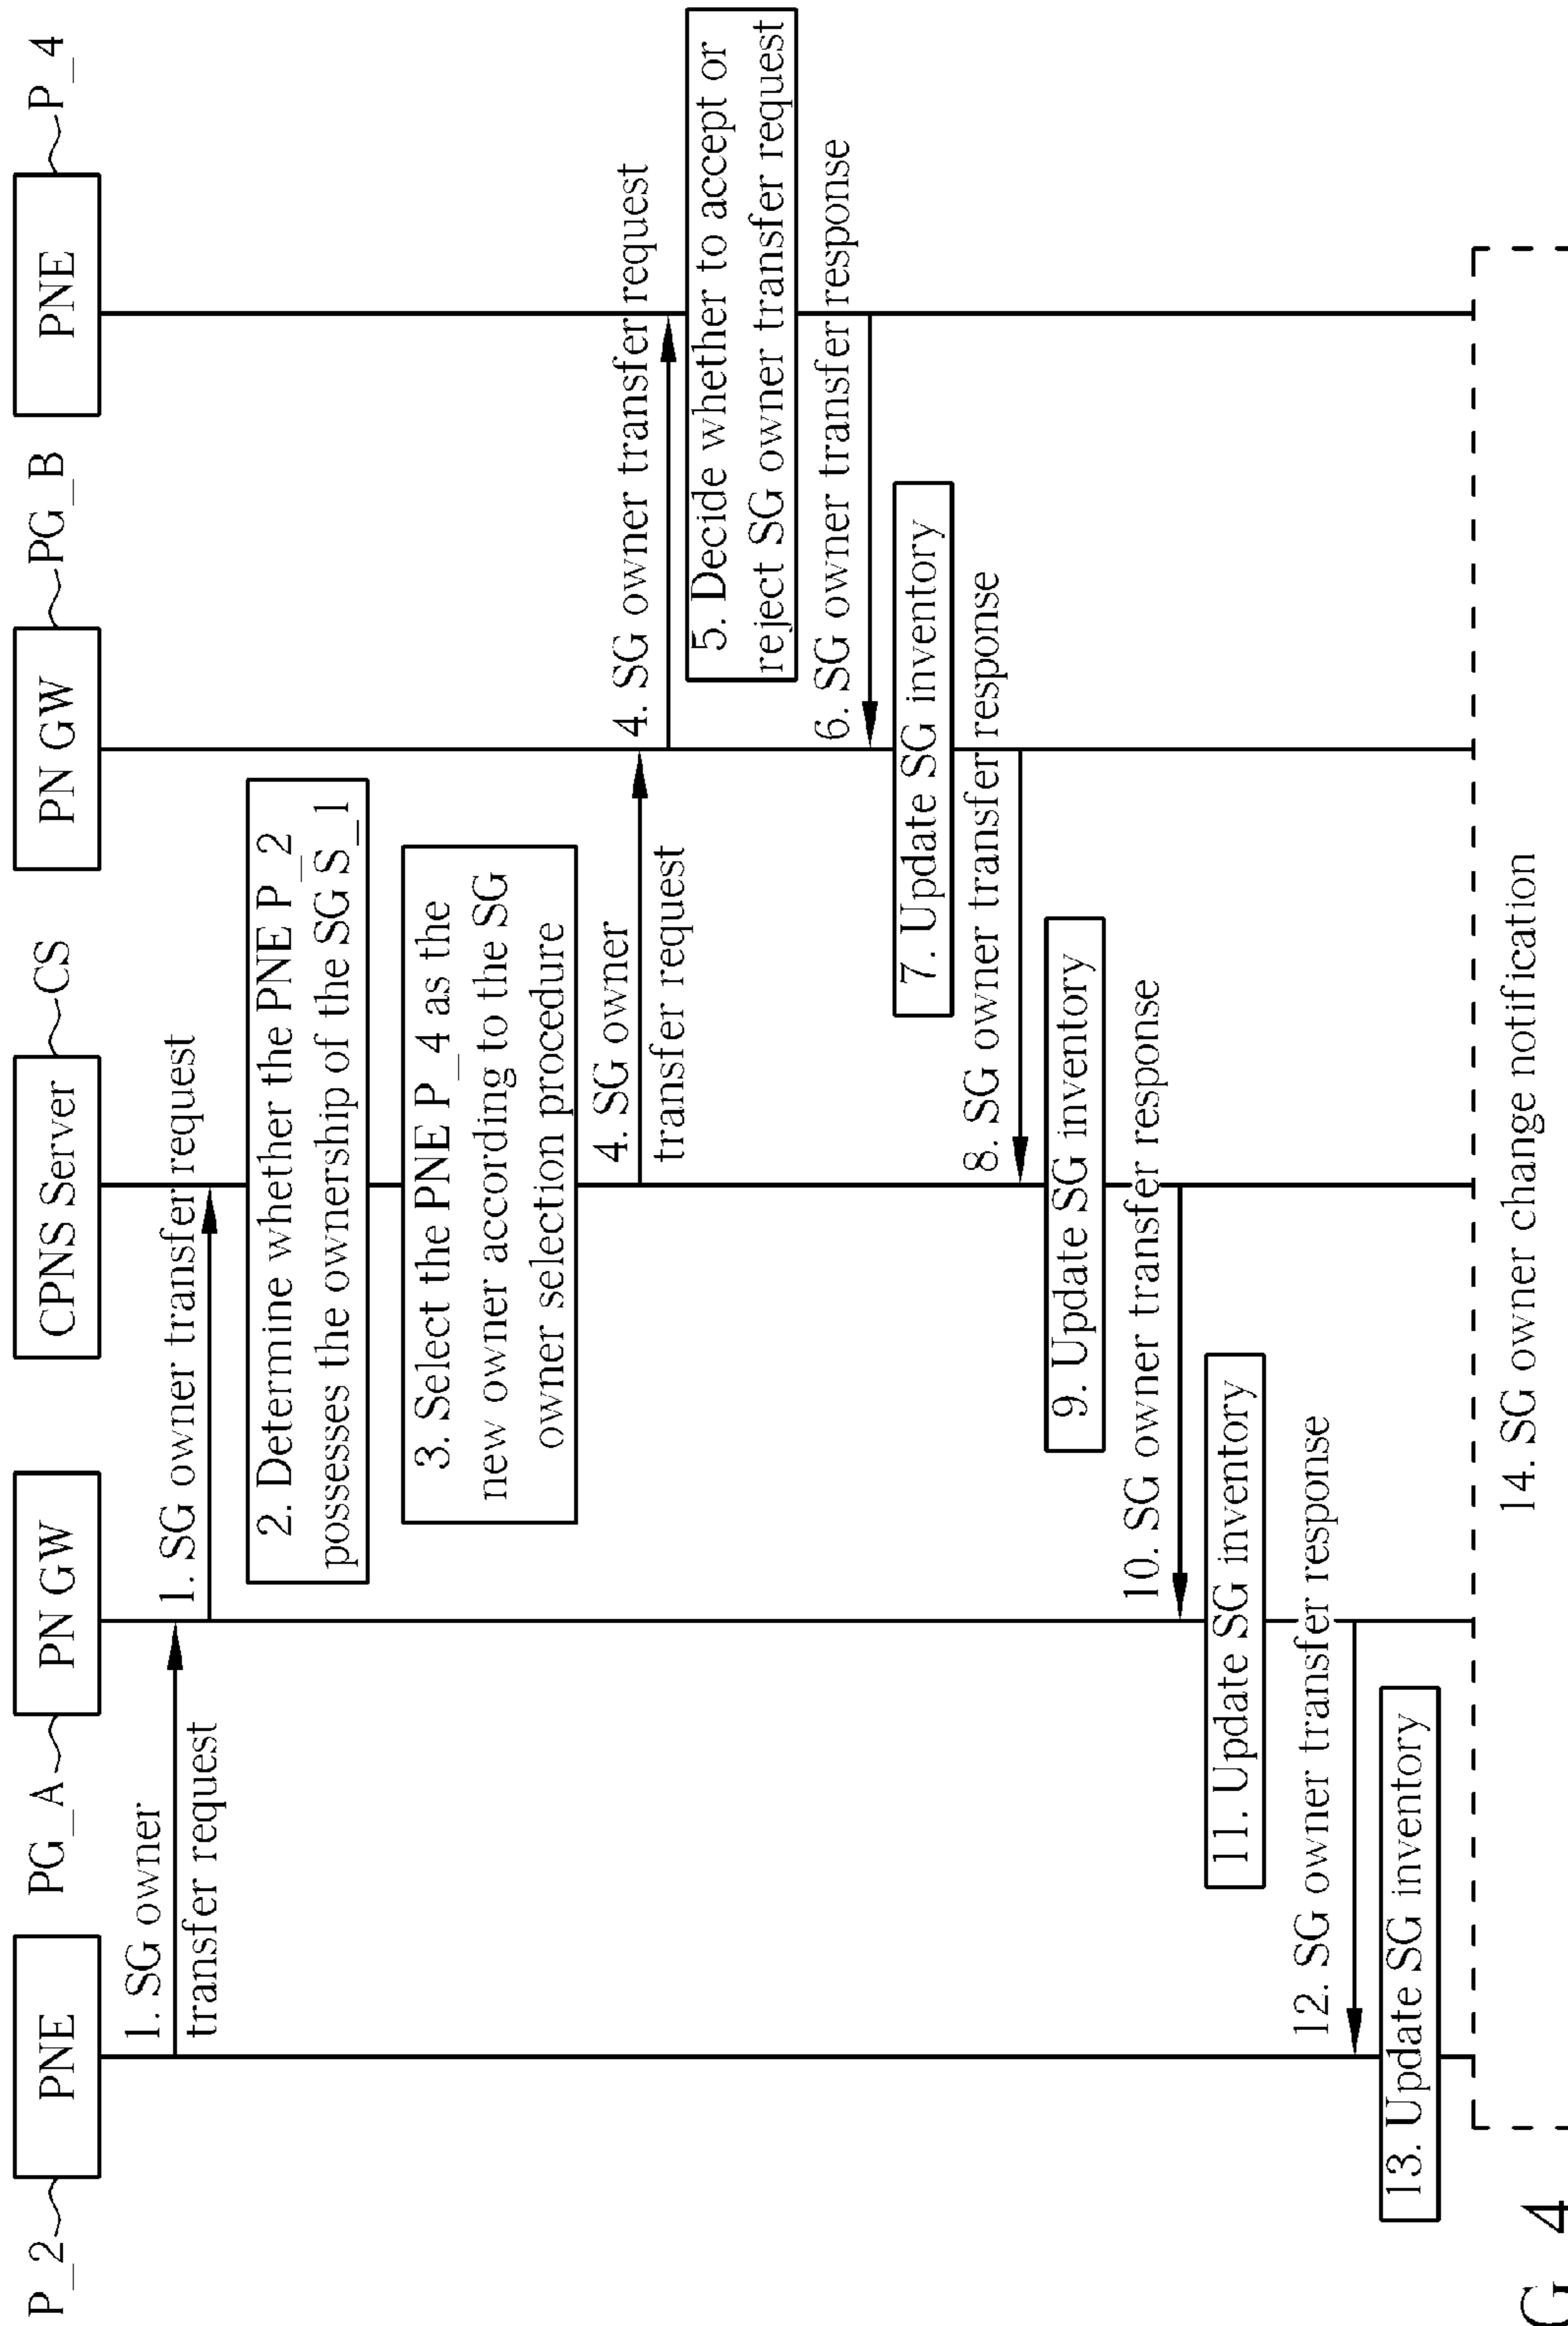 P_2
PNE
PG_A
PN GW
CPNS Server
CS
PN GW
PG_B
PNE
P_4
1. SG owner
transfer request
1. SG owner transfer request
2. Determine whether the PNE P_2
possesses the ownership of the SG S_1
3. Select the PNE P_4 as the
new owner according to the SG
owner selection procedure
4. SG owner
transfer request
4. SG owner transfer request
5. Decide whether to accept or
reject SG owner transfer request
6. SG owner transfer response
7. Update SG inventory
8. SG owner transfer response
9. Update SG inventory
10. SG owner transfer response
11. Update SG inventory
12. SG owner transfer response
13. Update SG inventory
14. SG owner change notification
G. 4